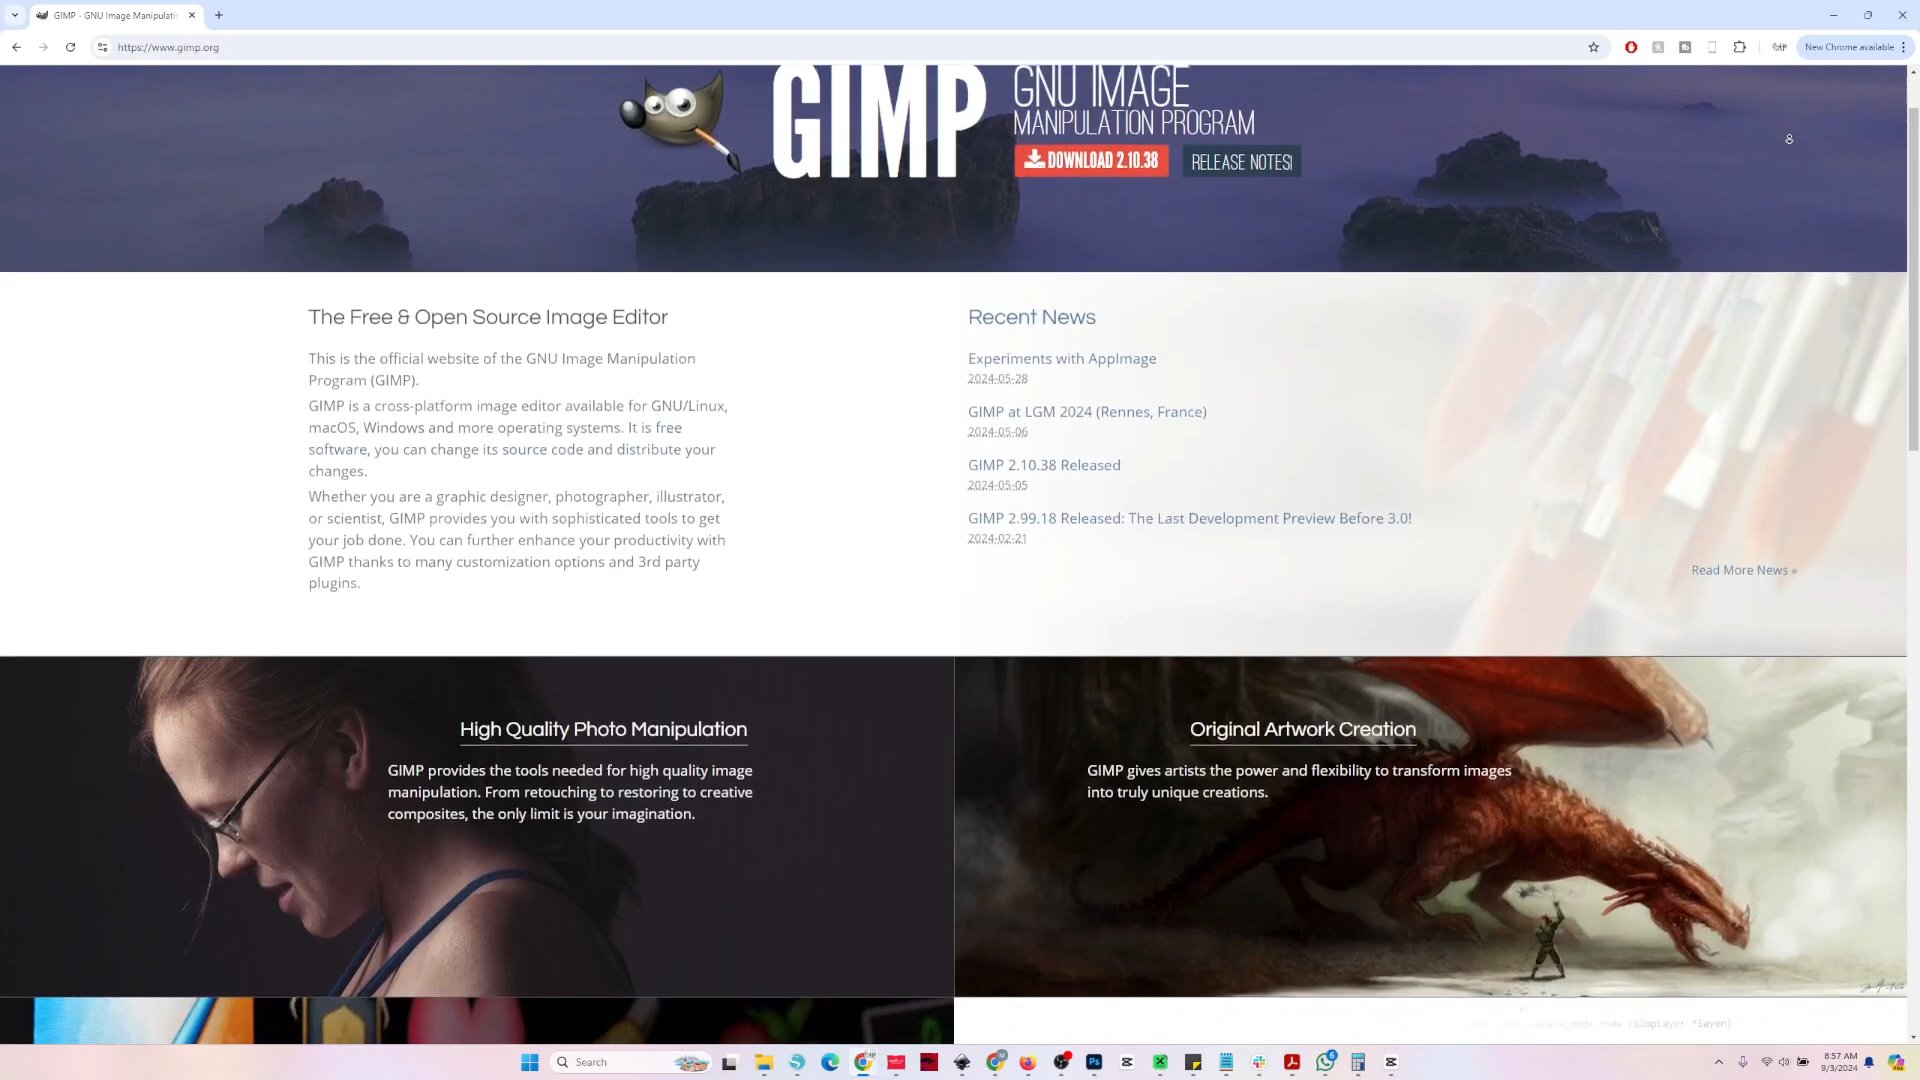 GIMP - GNU Image Manipulati
https://www.gimp.org
New Chrome available
GIMP
GNU IMAGE
MANIPULATION PROGRAM
DOWNLOAD 2.10.38
RELEASE NOTES
The Free & Open Source Image Editor
This is the official website of the GNU Image Manipulation
Program (GIMP).
GIMP is a cross-platform image editor available for GNU/Linux,
macOS, Windows and more operating systems. It is free
software, you can change its source code and distribute your
changes.
Whether you are a graphic designer, photographer, illustrator,
or scientist, GIMP provides you with sophisticated tools to get
your job done. You can further enhance your productivity with
GIMP thanks to many customization options and 3rd party
plugins.
Recent News
Experiments with AppImage
2024-05-28
GIMP at LGM 2024 (Rennes, France)
2024-05-06
GIMP 2.10.38 Released
2024-05-05
GIMP 2.99.18 Released: The Last Development Preview Before 3.0!
2024-02-21
Read More News »
High Quality Photo Manipulation
GIMP provides the tools needed for high quality image
manipulation. From retouching to restoring to creative
composites, the only limit is your imagination.
Original Artwork Creation
GIMP gives artists the power and flexibility to transform images
into truly unique creations.
(GimpLayer *layer)
Search
Ps
6
8:57 AM
9/3/2024